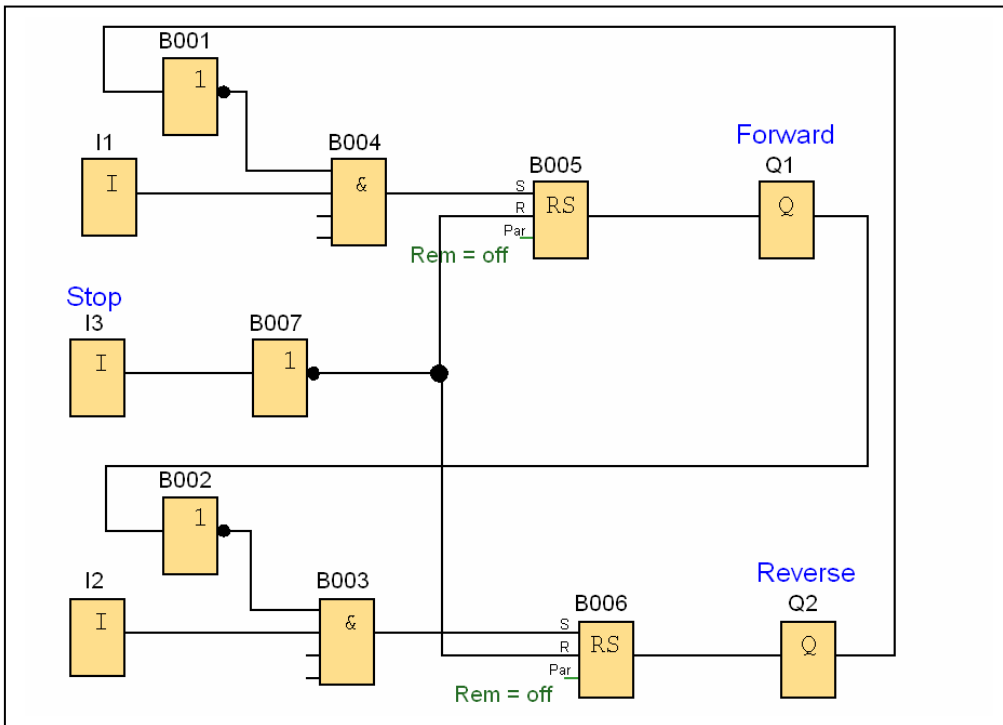 B001
1
I1
I
B004
&
Forward
B005
Q1
S
R
Par
RS
Q
Rem = off
Stop
I3
I
B007
1
B002
1
I2
I
B003
&
Reverse
B006
Q2
S
R
Par
RS
Q
Rem = off